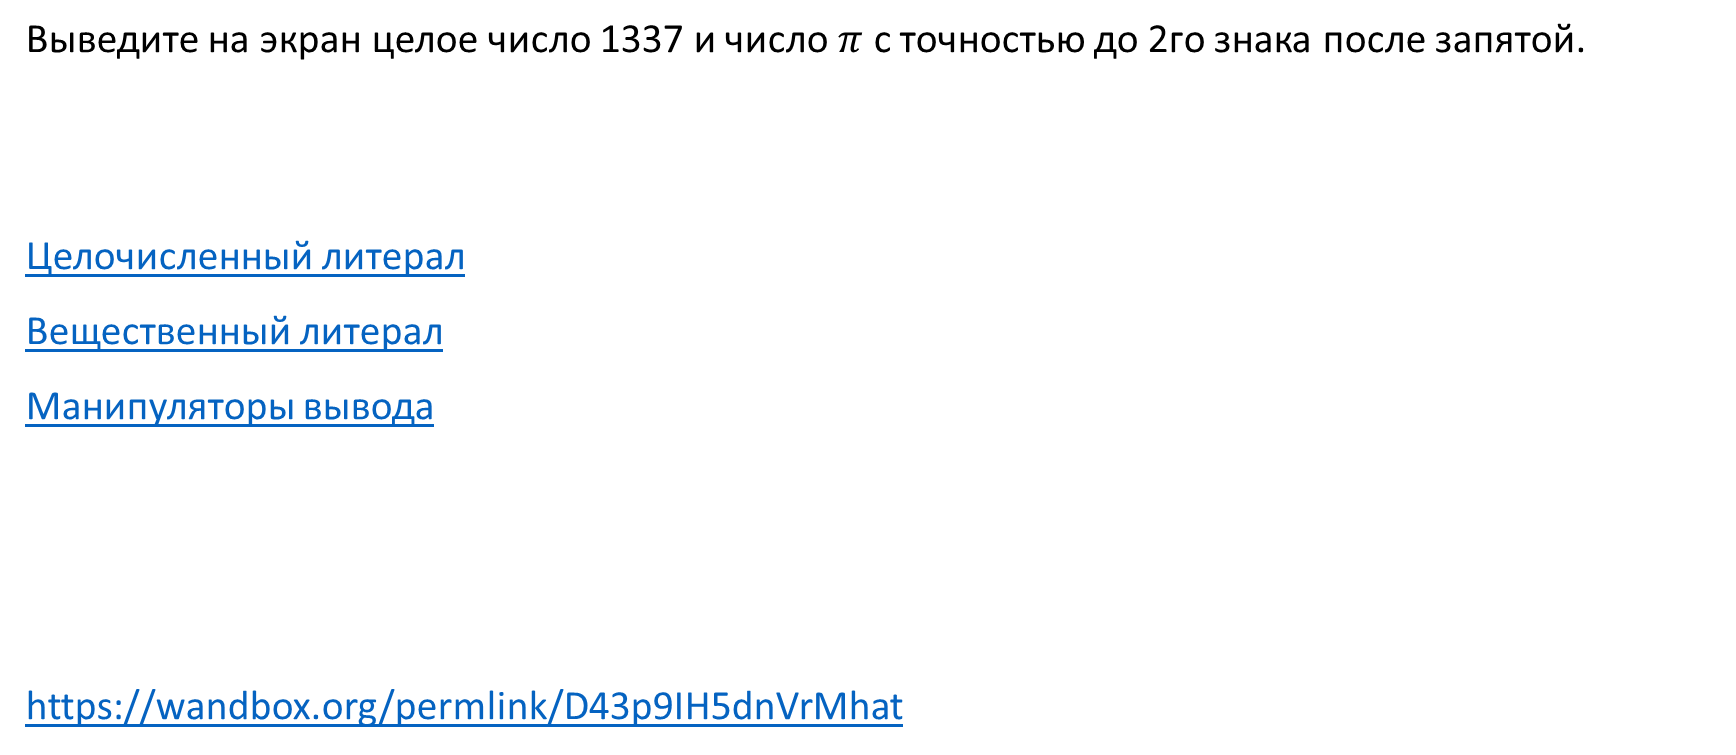 Выведите на экран целое число 1337 и число 𝜋 с точностью до 2го знака после запятой.
Целочисленный литерал
Вещественный литерал
Манипуляторы вывода
https://wandbox.org/permlink/D43p9IH5dnVrMhat